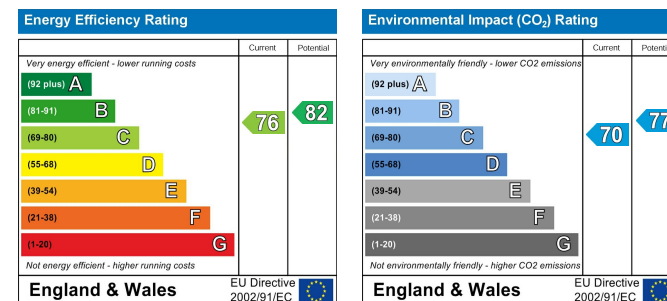 Energy Efficiency Rating
Current Potential
Very energy efficient - lower running costs
(92 plus) A
(81-91) B
(69-80) C
(55-68) D
(39-54) E
(21-38) F
(1-20) G
76
82
Not energy efficient - higher running costs
England & Wales
EU Directive
2002/91/EC
Environmental Impact (CO₂) Rating
Current Potential
Very environmentally friendly - lower CO2 emissions
(92 plus) A
(81-91) B
(69-80) C
(55-68) D
(39-54) E
(21-38) F
(1-20) G
70
77
Not environmentally friendly - higher CO2 emissions
England & Wales
EU Directive
2002/91/EC